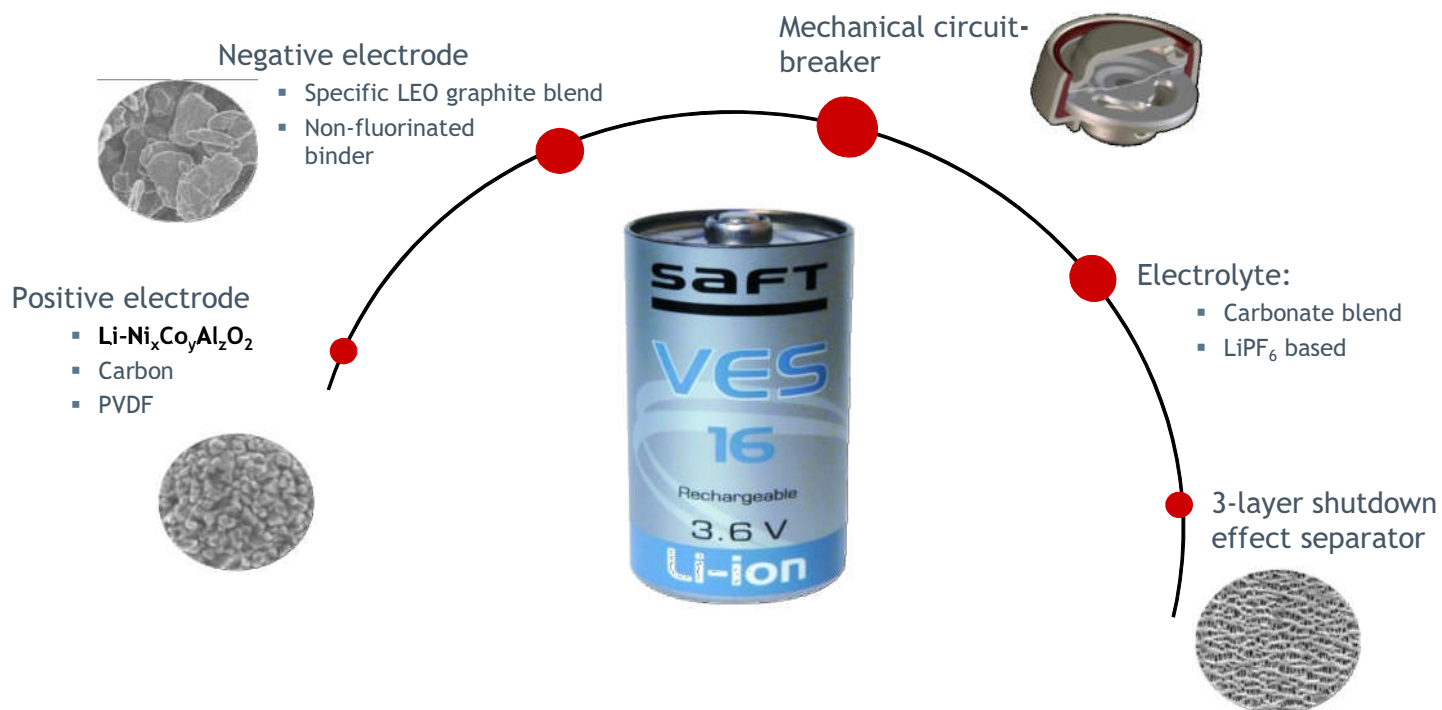 Negative electrode
▪ Specific LEO graphite blend
▪ Non-fluorinated
binder
Mechanical circuit-
breaker
Positive electrode
▪ Li-NiₓCoᵧAl₂O₂
▪ Carbon
▪ PVDF
saft
VES
16
Rechargeable
3.6 V
Li-ion
Electrolyte:
▪ Carbonate blend
▪ LiPF₆ based
3-layer shutdown
effect separator